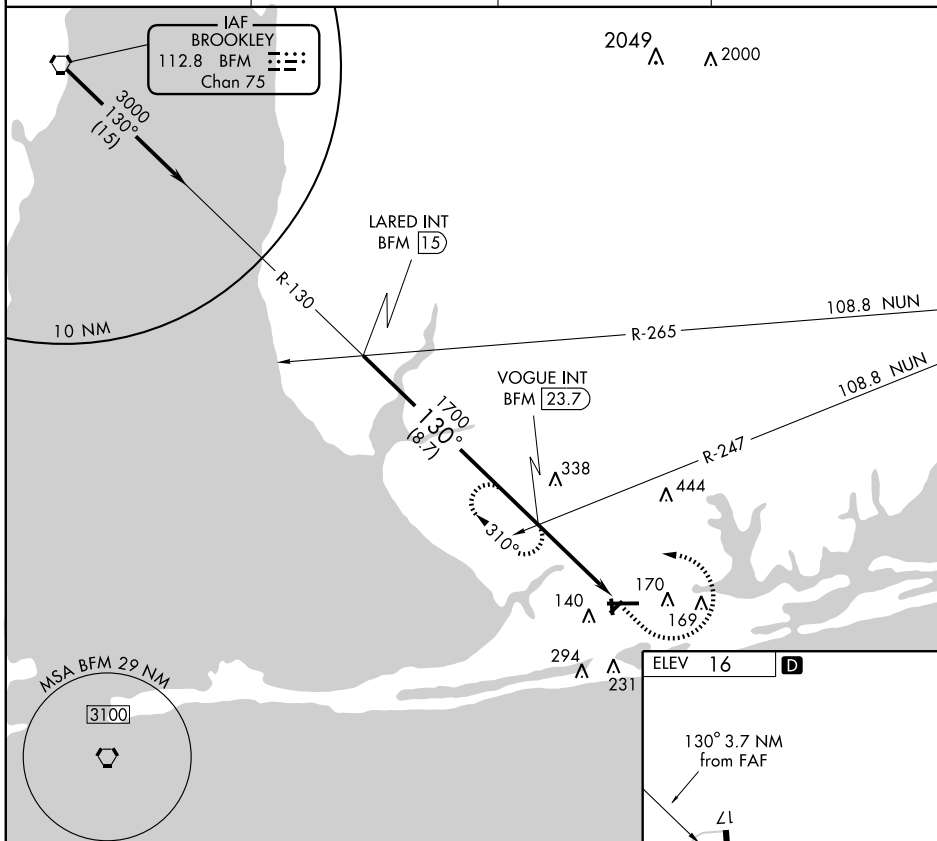 IAF
BROOKLEY
112.8 BFM
Chan 75
2049
2000
3000
130°
(15)
LARED INT
BFM 15
R-130
108.8 NUN
R-265
10 NM
VOGUE INT
BFM 23.7
108.8 NUN
1700
130°
(8.7)
R-247
338
444
310°
170
140
169
294
231
MSA BFM 29 NM
3100
ELEV 16 D
130° 3.7 NM
from FAF
17